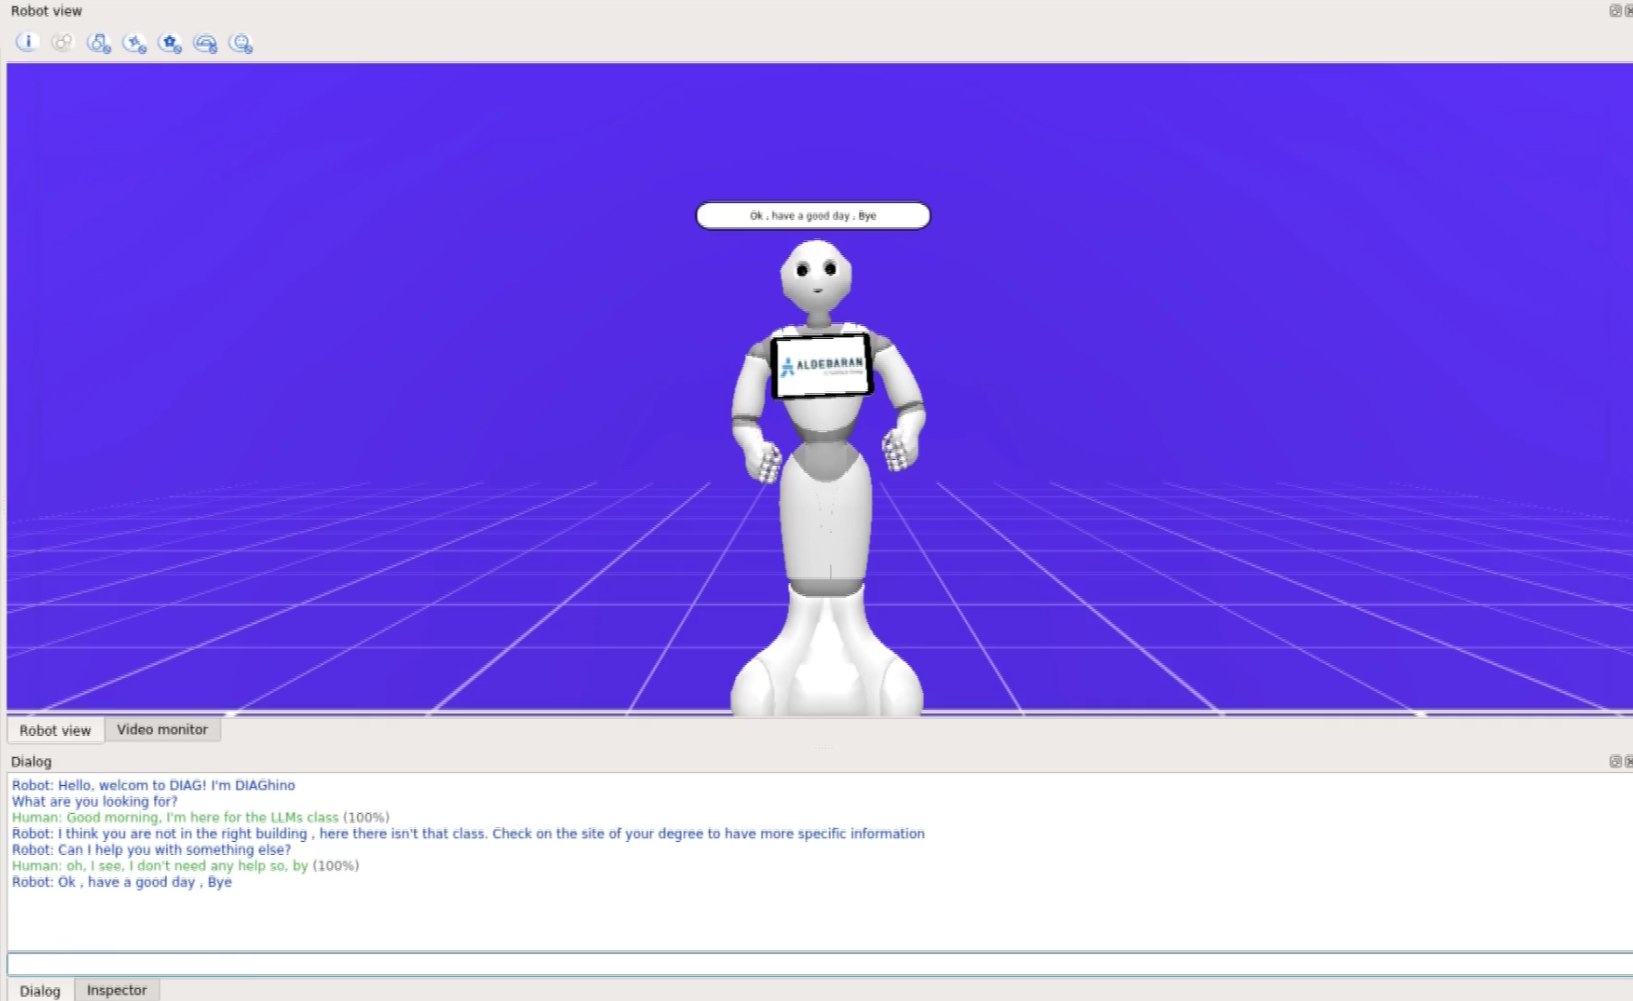 Robot view
Ok , have a good day , Bye
ALDEBARAN
Robot view
Video monitor
Dialog
Robot: Hello, welcom to DIAG! I'm DIAGhino
What are you looking for?
Human: Good morning, I'm here for the LLMs class (100%)
Robot: I think you are not in the right building , here there isn't that class. Check on the site of your degree to have more specific information
Robot: Can I help you with something else?
Human: oh, I see, I don't need any help so, by (100%)
Robot: Ok , have a good day , Bye
Dialog
Inspector